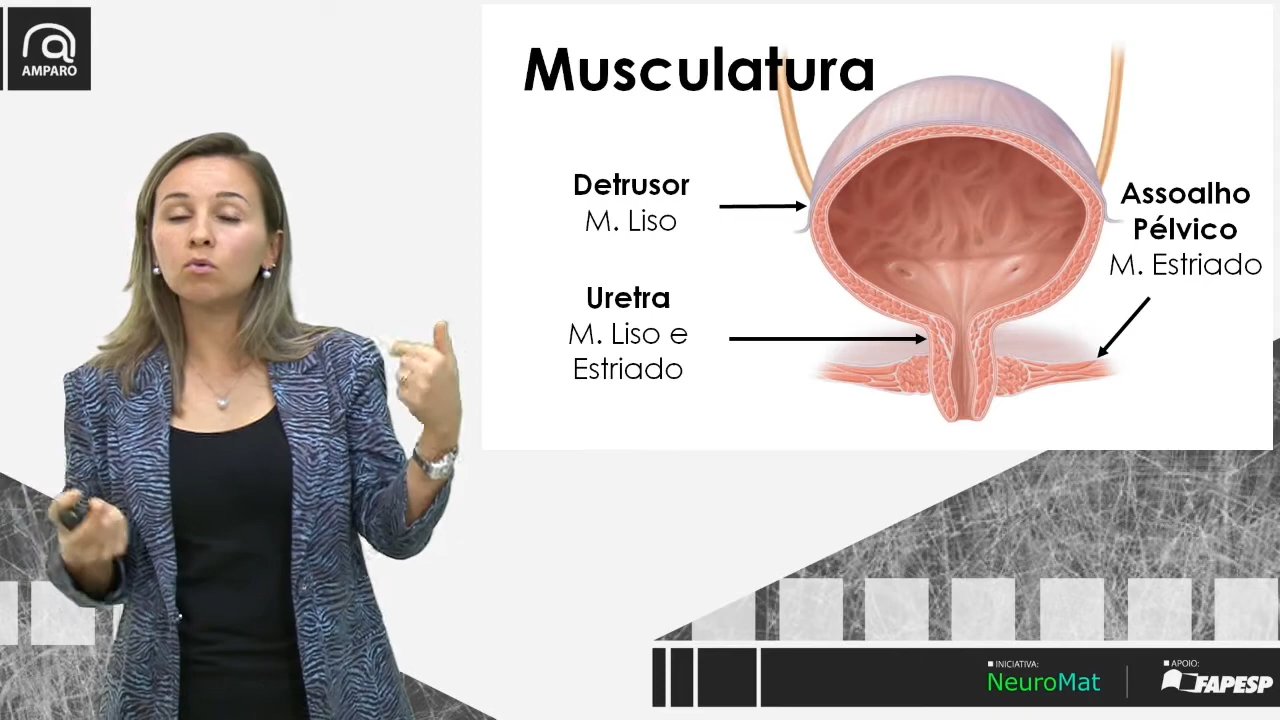 AMPARO
Musculatura
Detrusor
M. Liso
Uretra
M. Liso e
Estriado
Assoalho
Pélvico
M. Estriado
INICIATIVA:
NeuroMat
APOIO:
FAPESP